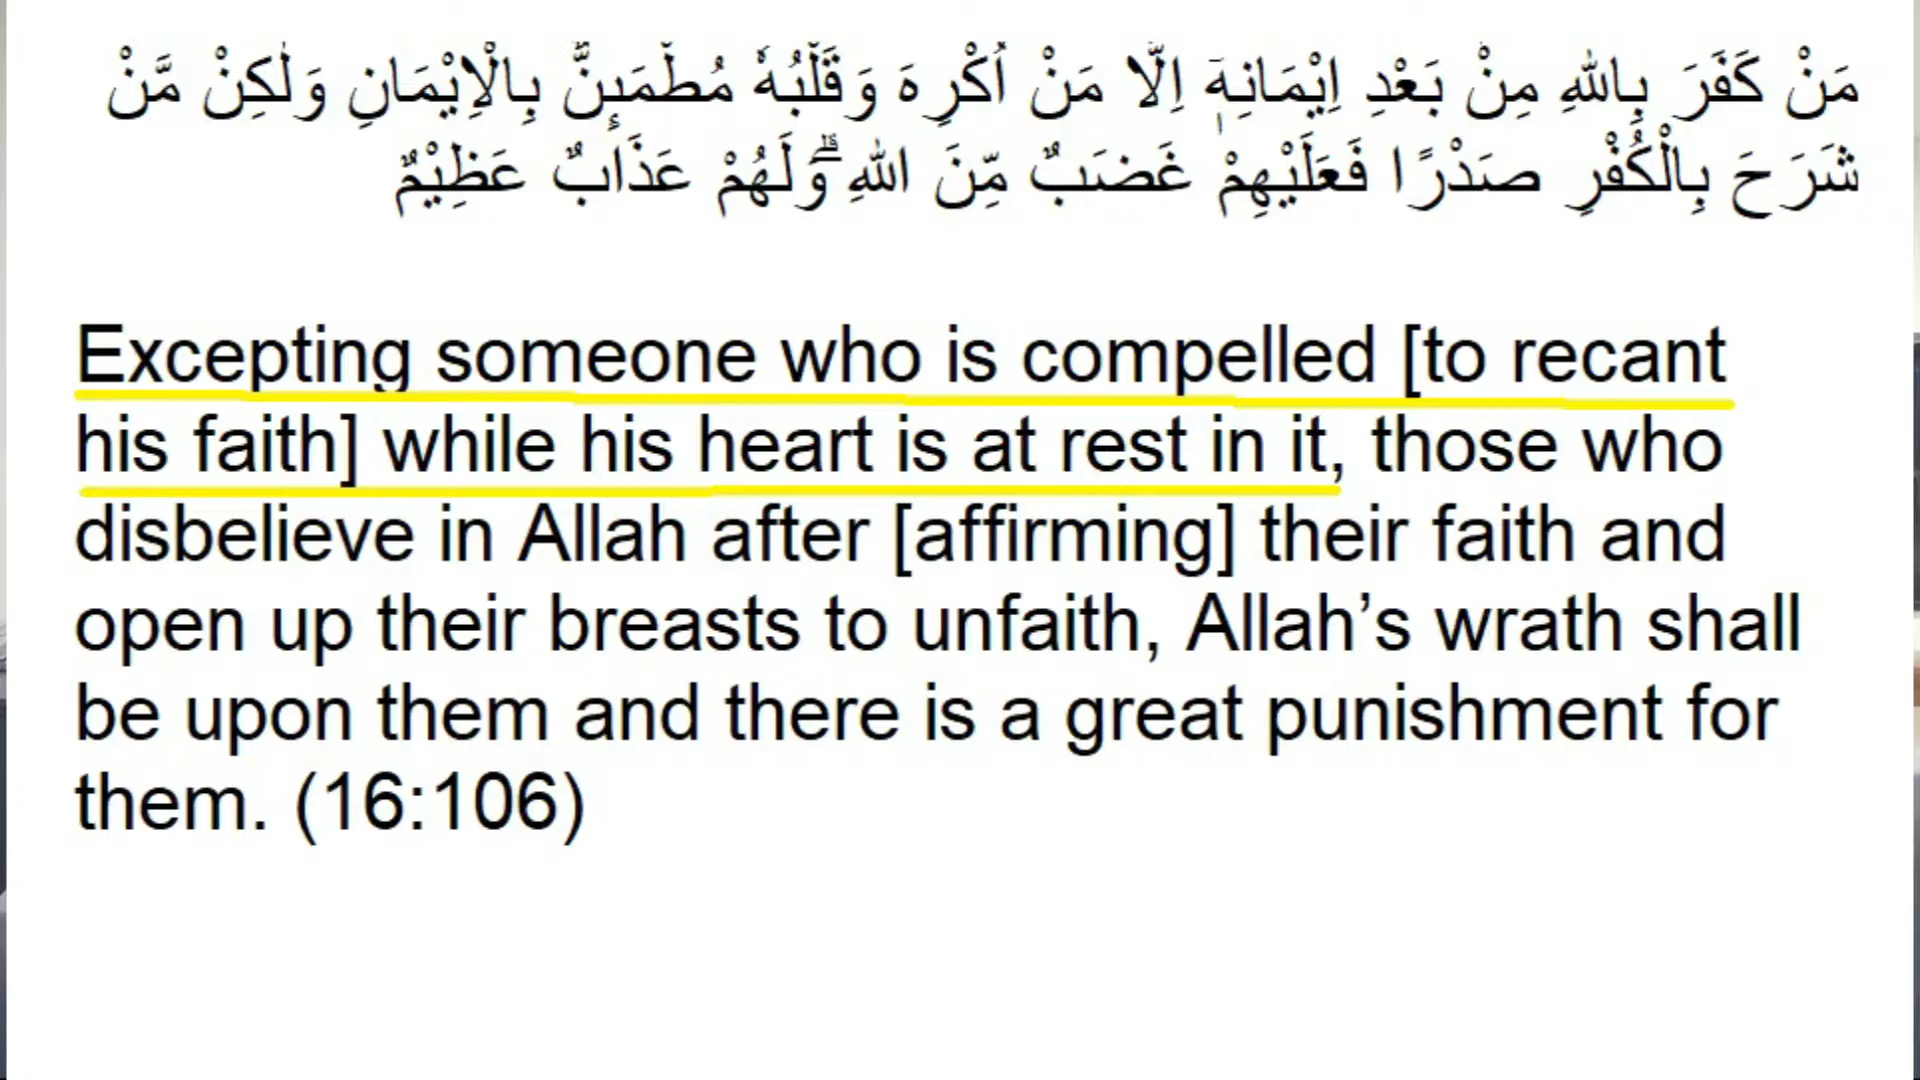 مَنْ كَفَرَ بِاللّٰهِ مِنْۢ بَعْدِ اِيْمَانِهٖٓ اِلَّا مَنْ اُكْرِهَ وَقَلْبُهٗ مُطْمَىِٕنٌّۢ بِالْاِيْمَانِ وَلٰكِنْ مَّنْ
شَرَحَ بِالْكُفْرِ صَدْرًا فَعَلَيْهِمْ غَضَبٌ مِّنَ اللّٰهِ ۗوَلَهُمْ عَذَابٌ عَظِيْمٌ
Excepting someone who is compelled [to recant
his faith] while his heart is at rest in it, those who
disbelieve in Allah after [affirming] their faith and
open up their breasts to unfaith, Allah’s wrath shall
be upon them and there is a great punishment for
them. (16:106)